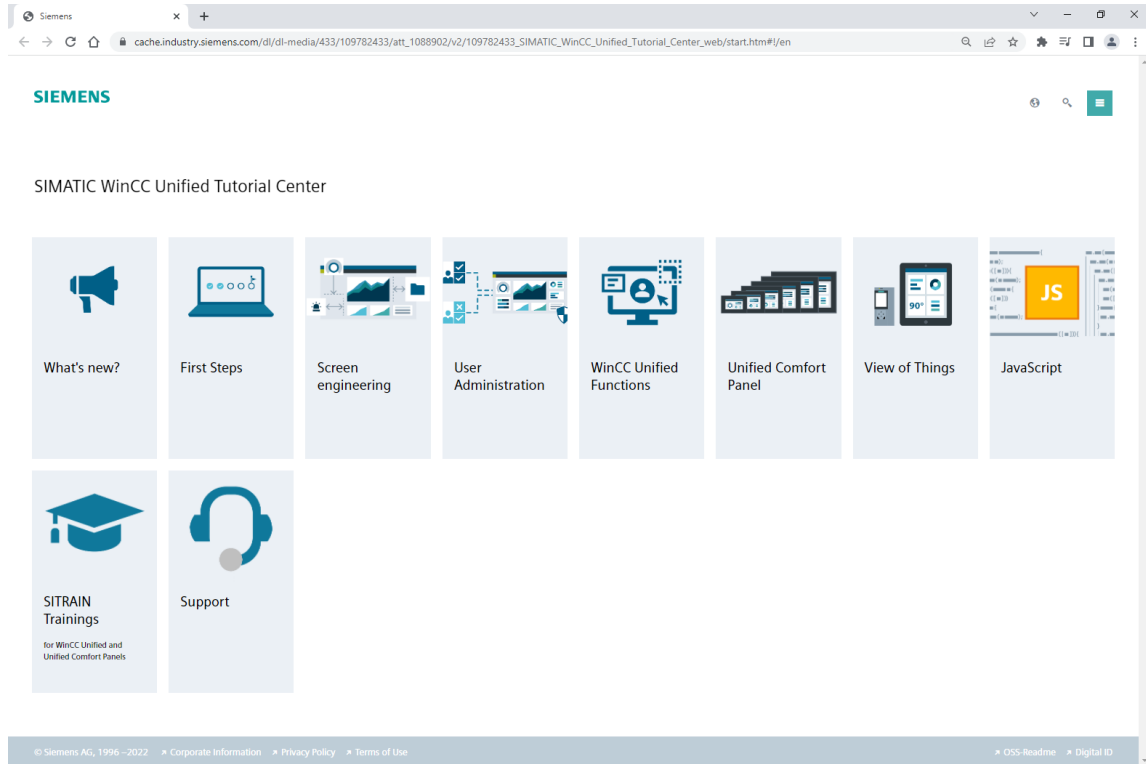 Siemens
cache.industry.siemens.com/dl/dl-media/433/109782433/att_1088902/v2/109782433_SIMATIC_WinCC_Unified_Tutorial_Center_web/start.htm#!/en
SIEMENS
SIMATIC WinCC Unified Tutorial Center
What's new?
First Steps
Screen
engineering
User
Administration
WinCC Unified
Functions
Unified Comfort
Panel
90°
View of Things
JS
JavaScript
SITRAIN
Trainings
for WinCC Unified and
Unified Comfort Panels
Support
© Siemens AG, 1996 –2022 Corporate Information Privacy Policy Terms of Use OSS-Readme Digital ID